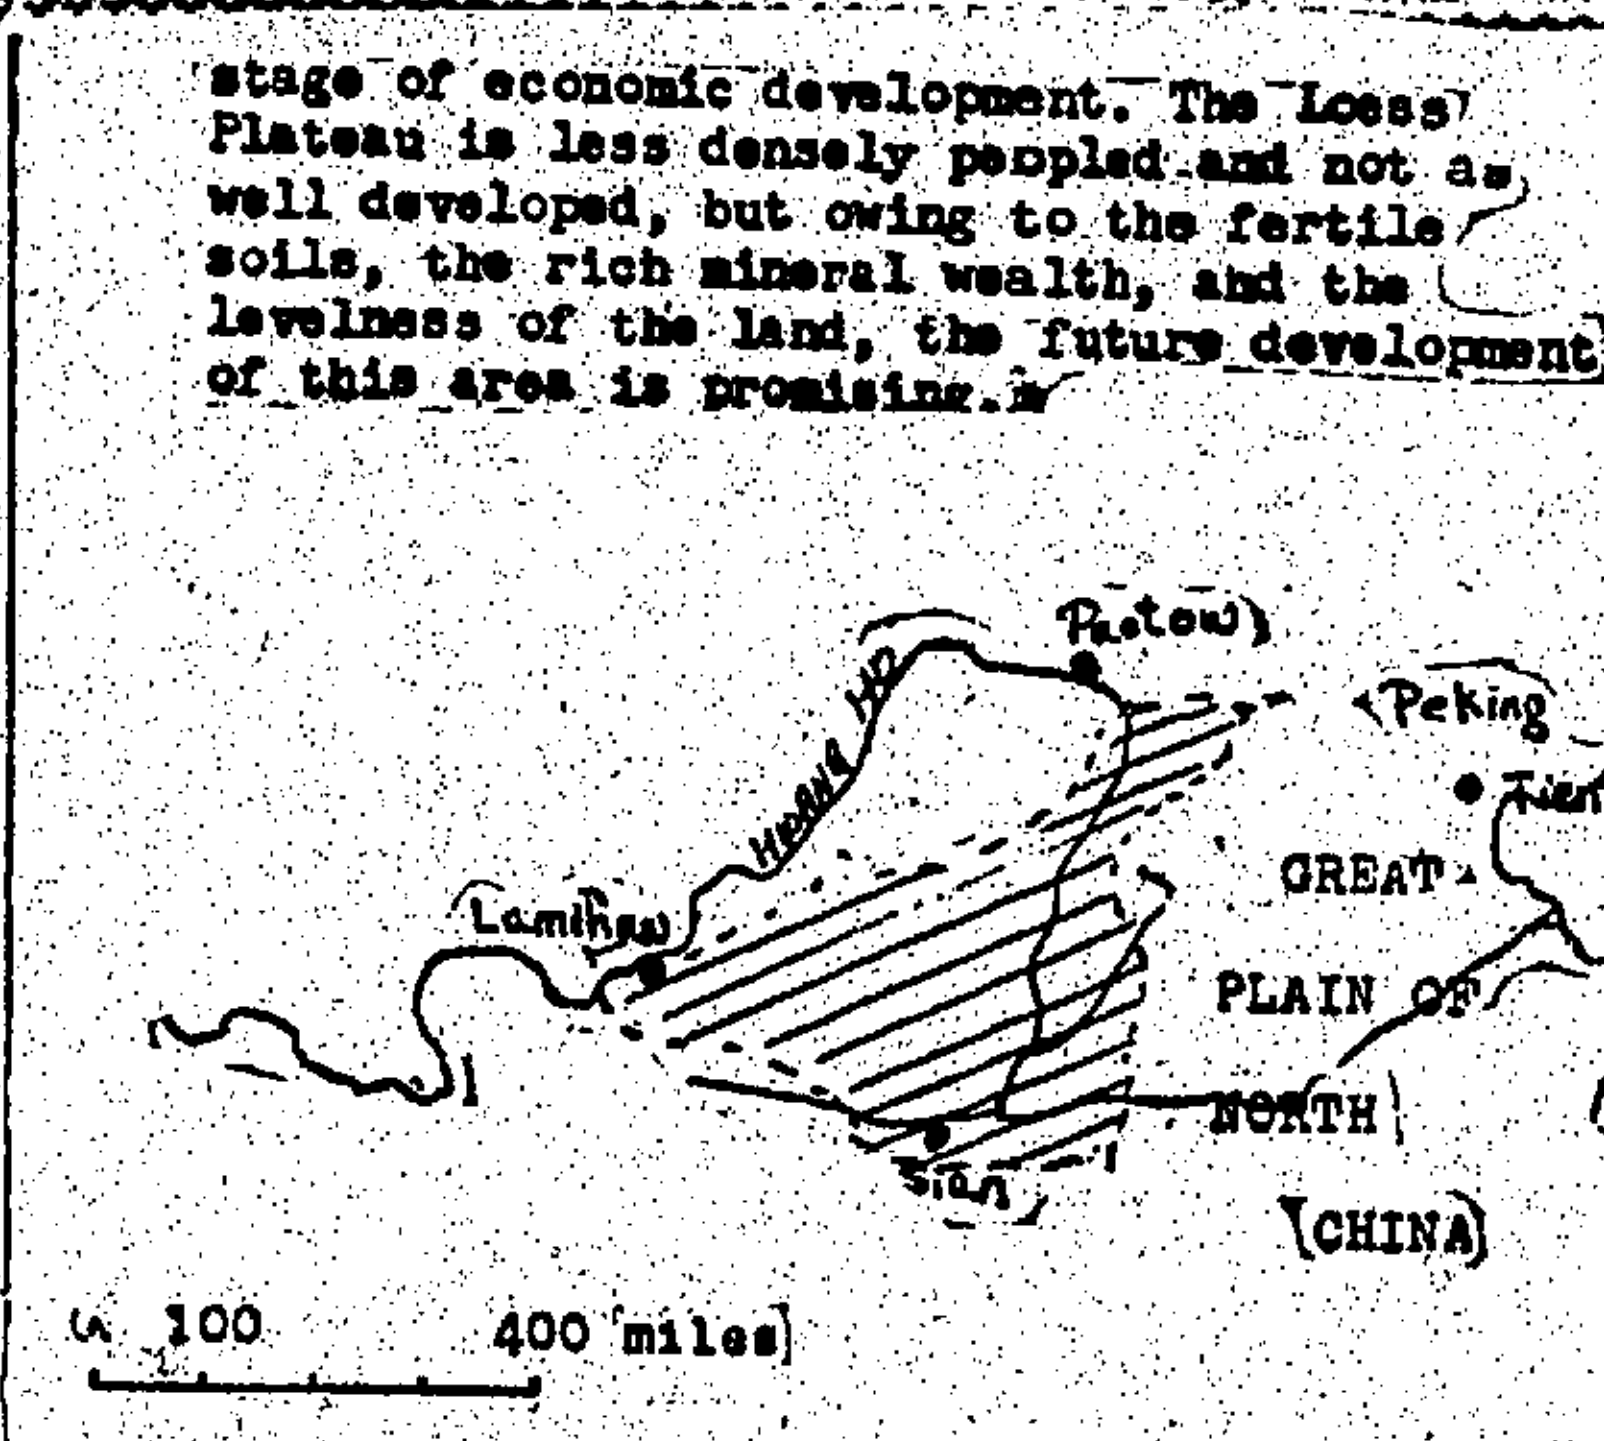 stage of economic development. The Loess
Plateau is less densely peopled and not as
well developed, but owing to the fertile
soils, the rich mineral wealth, and the
levelness of the land, the future development
of this area is promising.
Paotow
HWANG HO
Peking
GREAT
PLAIN OF
NORTH
CHINA
Sian
100 400 miles